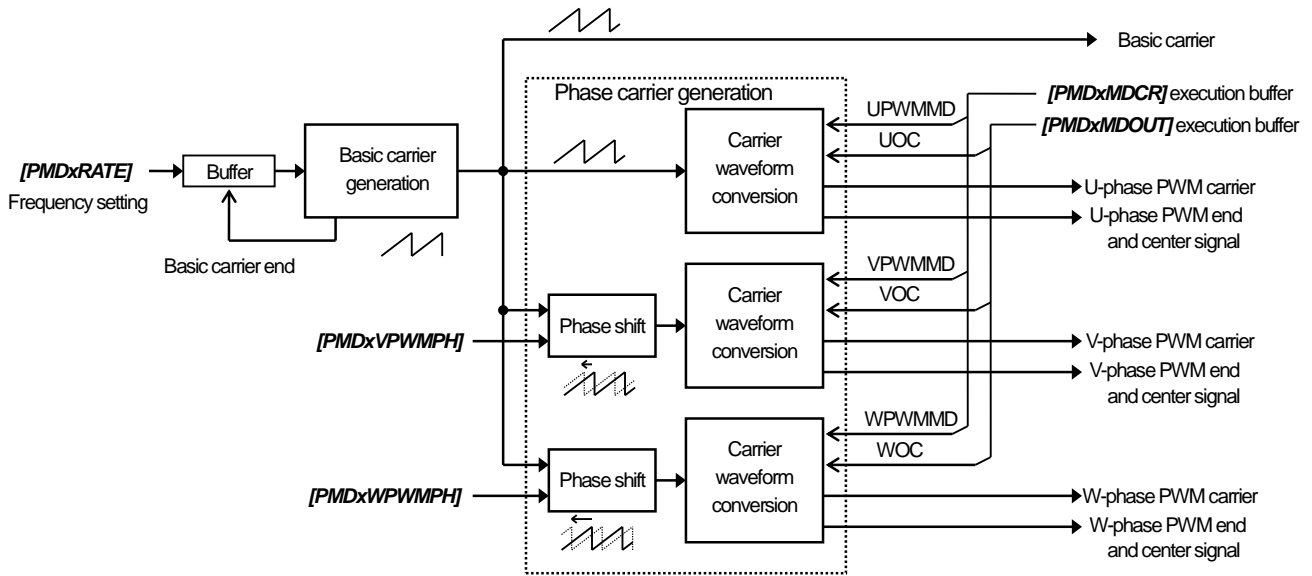 Basic carrier
Phase carrier generation
[PMDxMDCR] execution buffer
UPWMMD
[PMDxMDOUT] execution buffer
UOC
Carrier
waveform
conversion
Basic carrier
generation
[PMDxRATE]
Buffer
Frequency setting
U-phase PWM carrier
U-phase PWM end
and center signal
Basic carrier end
VPWMMD
VOC
Carrier
waveform
conversion
Phase shift
[PMDxVPWMPH]
V-phase PWM carrier
V-phase PWM end
and center signal
WPWMMD
WOC
Carrier
waveform
conversion
Phase shift
[PMDxWPWMPH]
W-phase PWM carrier
W-phase PWM end
and center signal